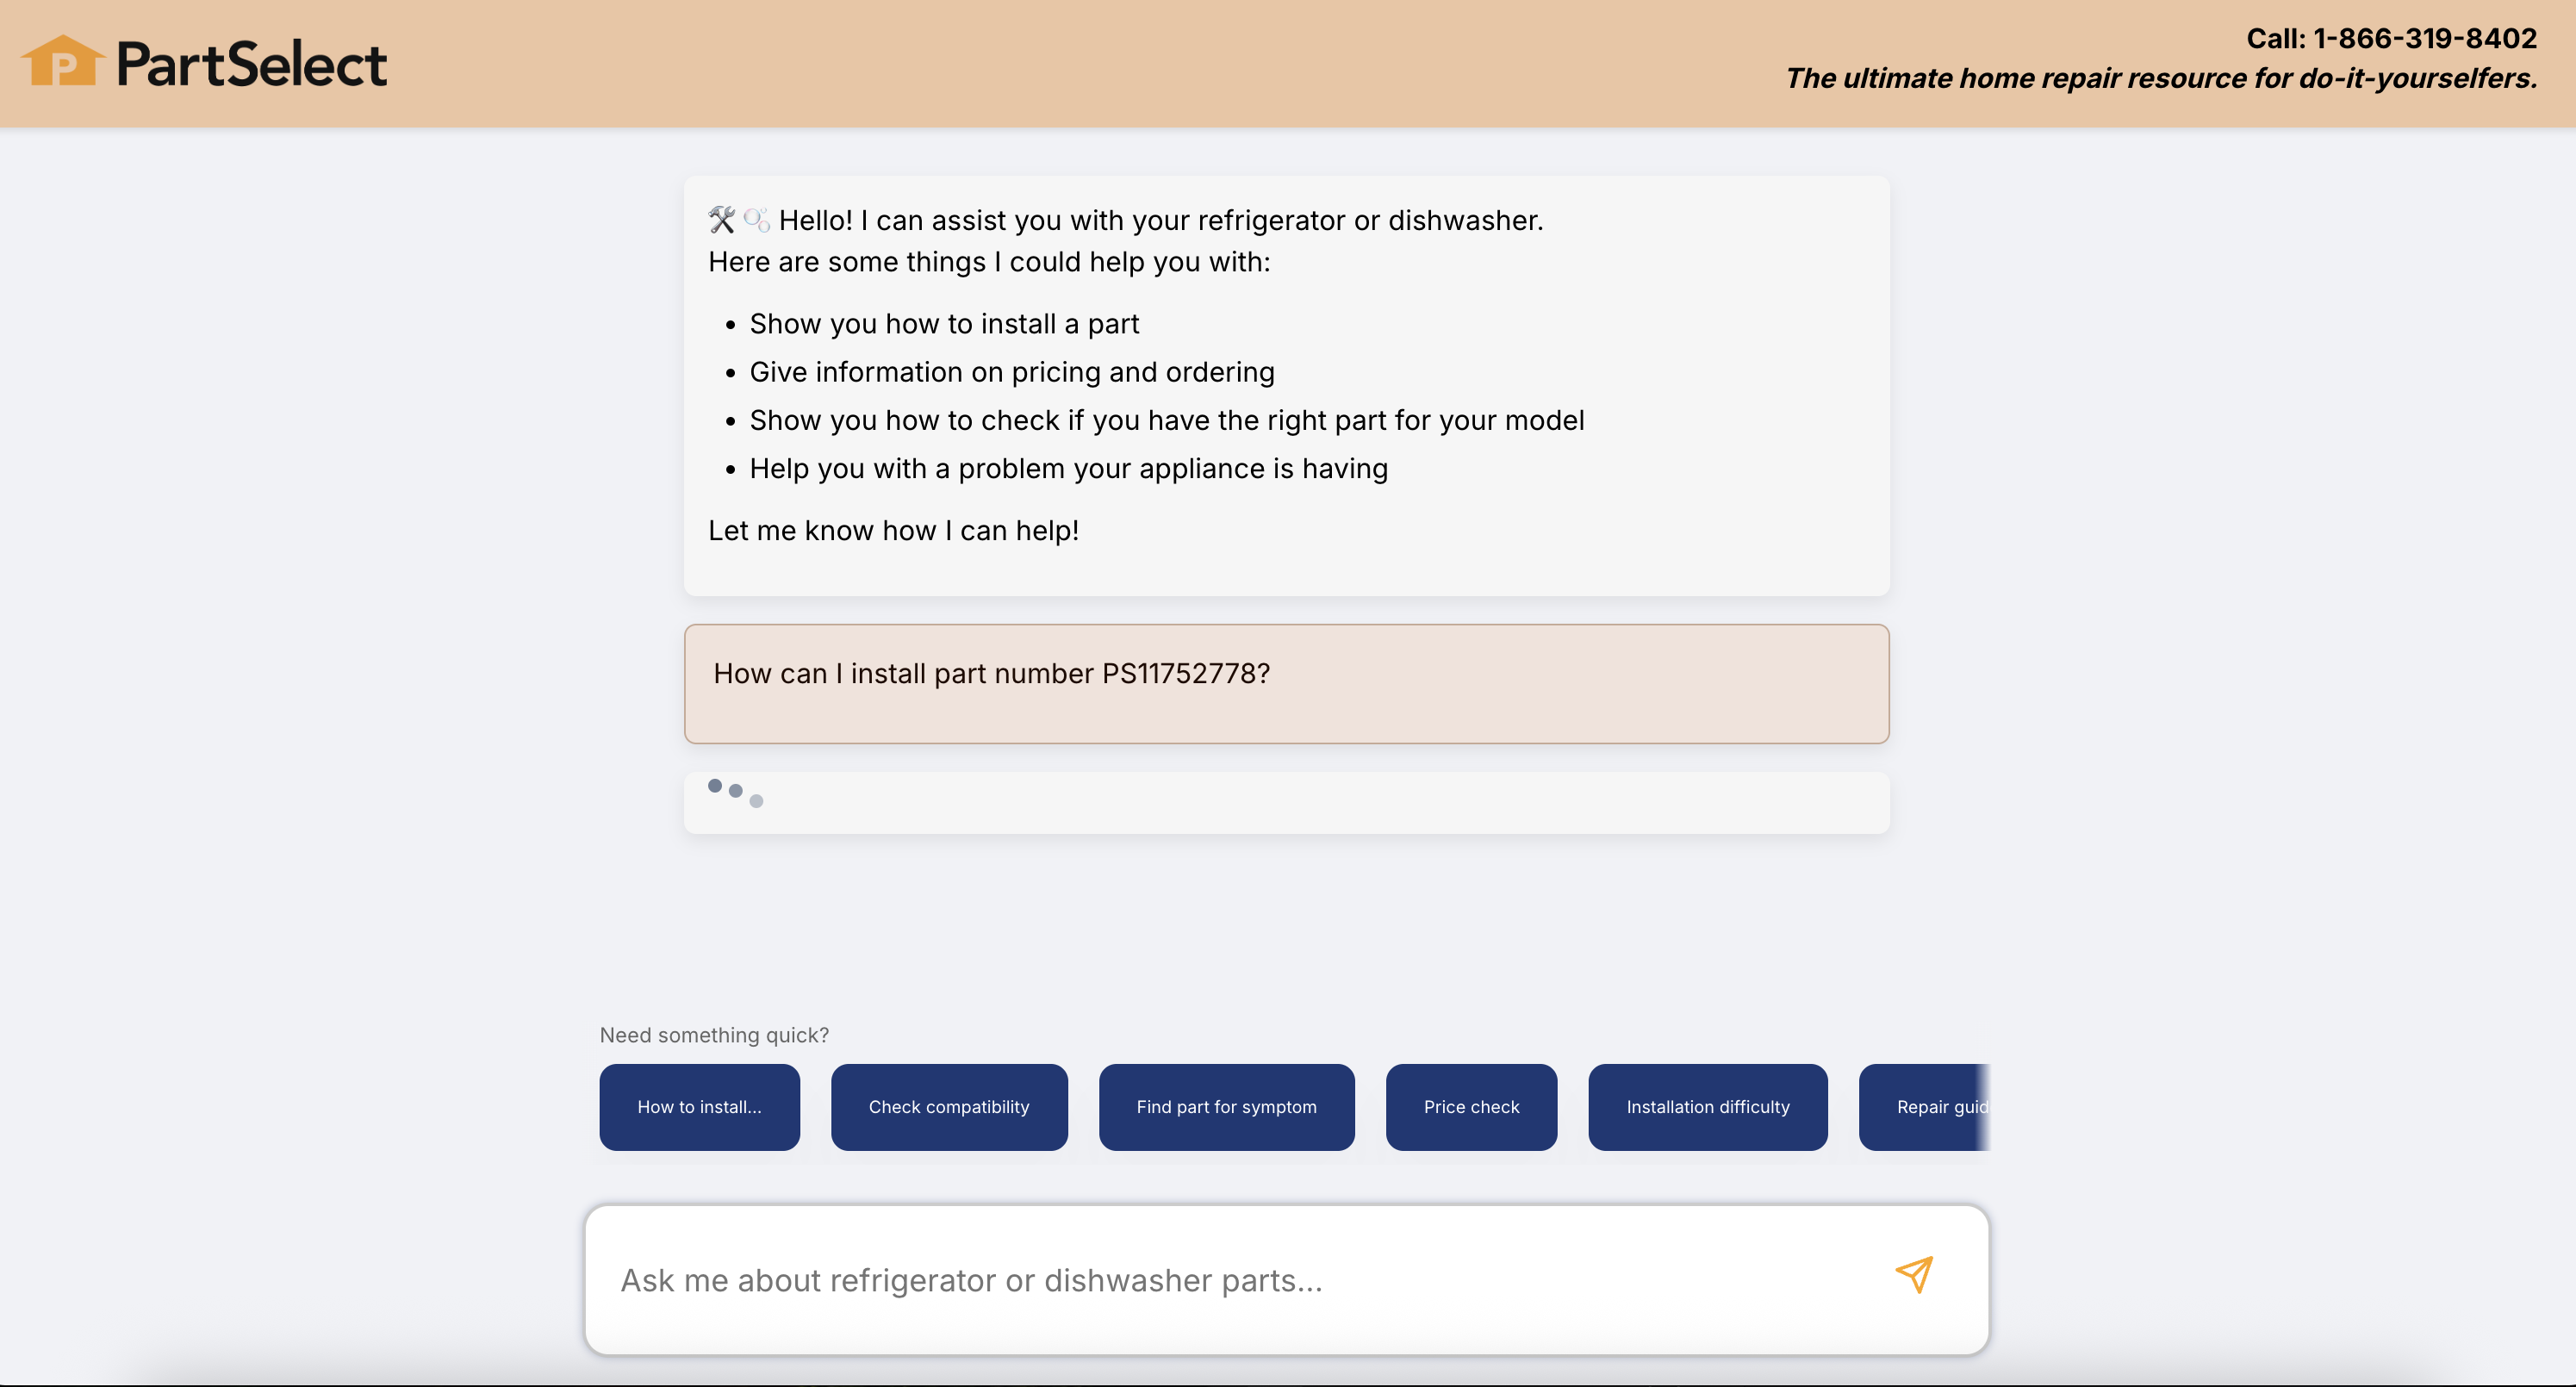 PartSelect
Call: 1-866-319-8402
The ultimate home repair resource for do-it-yourselfers.
🛠️🫧 Hello! I can assist you with your refrigerator or dishwasher.
Here are some things I could help you with:
• Show you how to install a part
• Give information on pricing and ordering
• Show you how to check if you have the right part for your model
• Help you with a problem your appliance is having
Let me know how I can help!
How can I install part number PS11752778?
Need something quick?
How to install...
Check compatibility
Find part for symptom
Price check
Installation difficulty
Repair guid
Ask me about refrigerator or dishwasher parts...